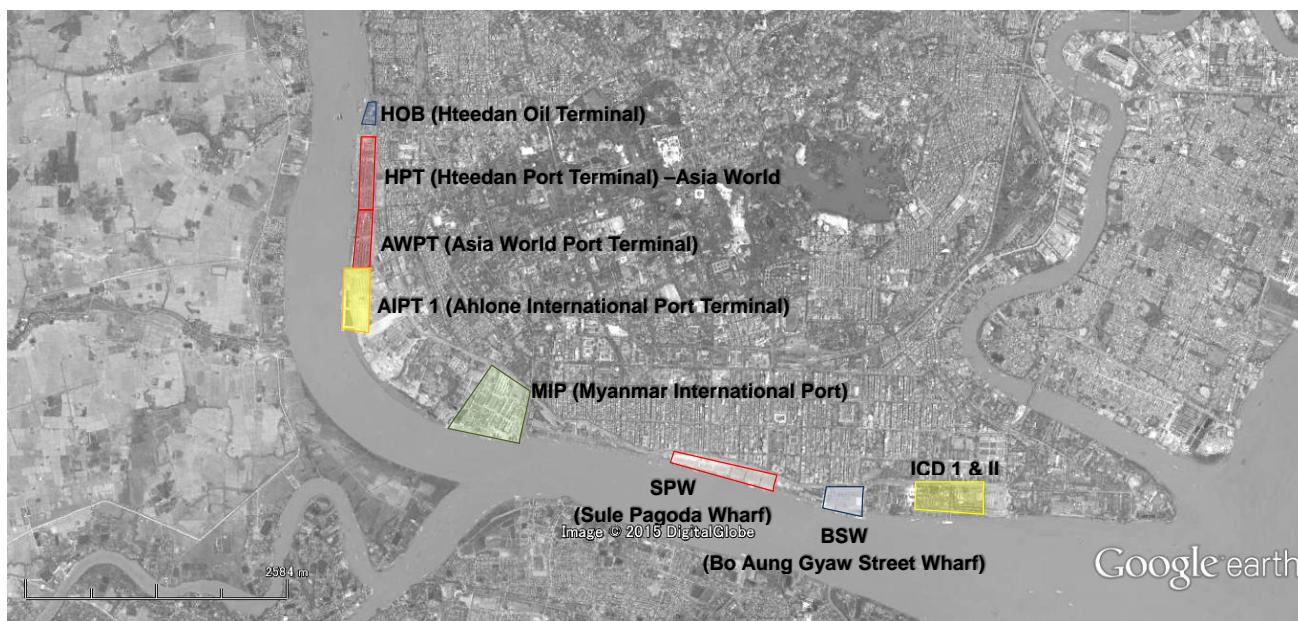 HOB (Hteedan Oil Terminal)
HPT (Hteedan Port Terminal) –Asia World
AWPT (Asia World Port Terminal)
AIPT 1 (Ahlone International Port Terminal)
MIP (Myanmar International Port)
ICD 1 & II
SPW
(Sule Pagoda Wharf)
Image © 2015 DigitalGlobe
BSW
(Bo Aung Gyaw Street Wharf)
2584 m
Google earth